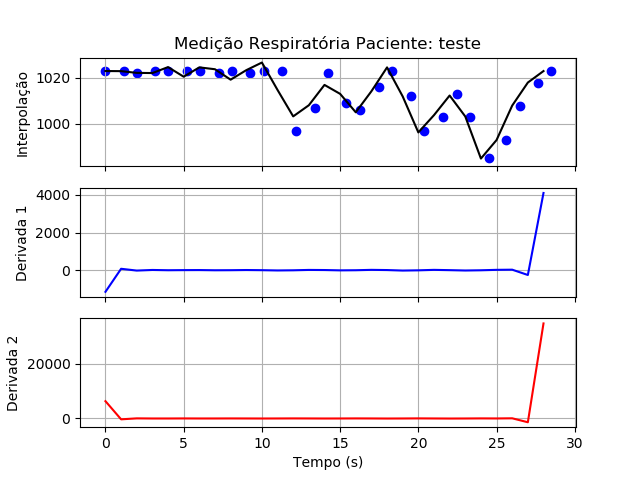 Medição Respiratória Paciente: teste
Interpolação
1020
1000
Derivada 1
4000
2000
0
Derivada 2
20000
0
0 5 10 15 20 25 30
Tempo (s)